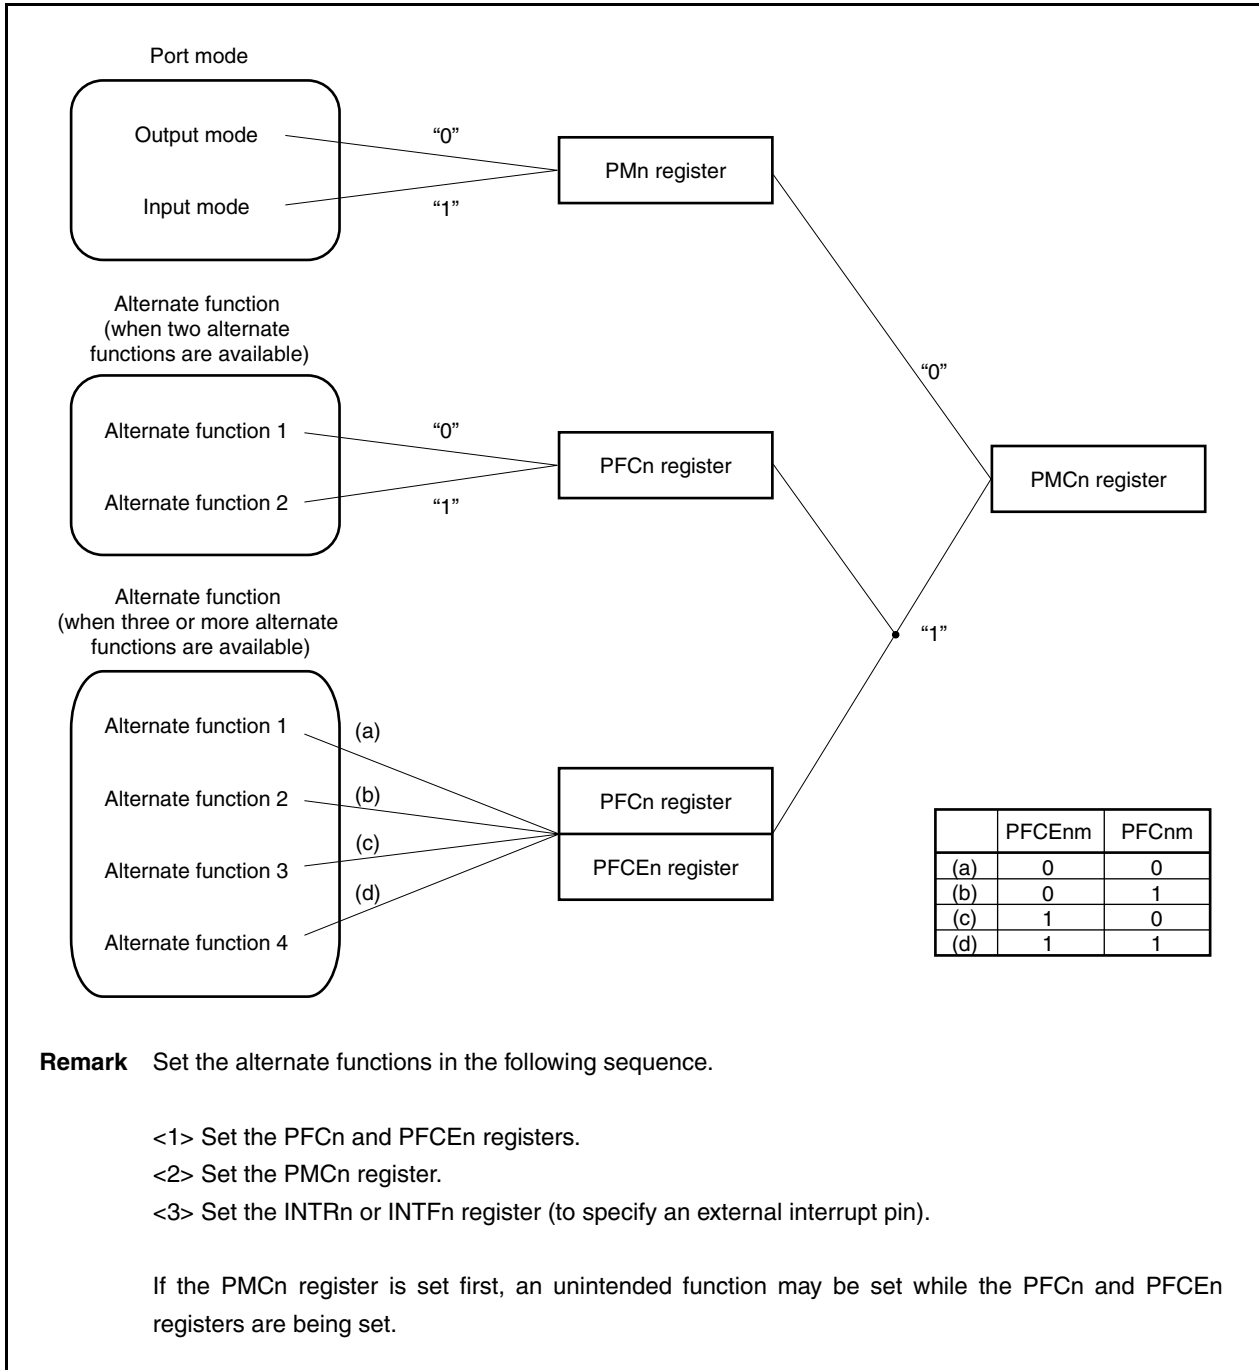 Port mode
Output mode
“0”
PMn register
Input mode
“1”
Alternate function
(when two alternate
functions are available)
“0”
Alternate function 1
“0”
PFCn register
PMCn register
Alternate function 2
“1”
Alternate function
(when three or more alternate
functions are available)
“1”
Alternate function 1
(a)
Alternate function 2
(b)
PFCn register
(c)
Alternate function 3
PFCEn register
(d)
Alternate function 4
PFCEnm PFCnm
(a) 0 0
(b) 0 1
(c) 1 0
(d) 1 1
Remark Set the alternate functions in the following sequence.
<1> Set the PFCn and PFCEn registers.
<2> Set the PMCn register.
<3> Set the INTRn or INTFn register (to specify an external interrupt pin).
If the PMCn register is set first, an unintended function may be set while the PFCn and PFCEn
registers are being set.